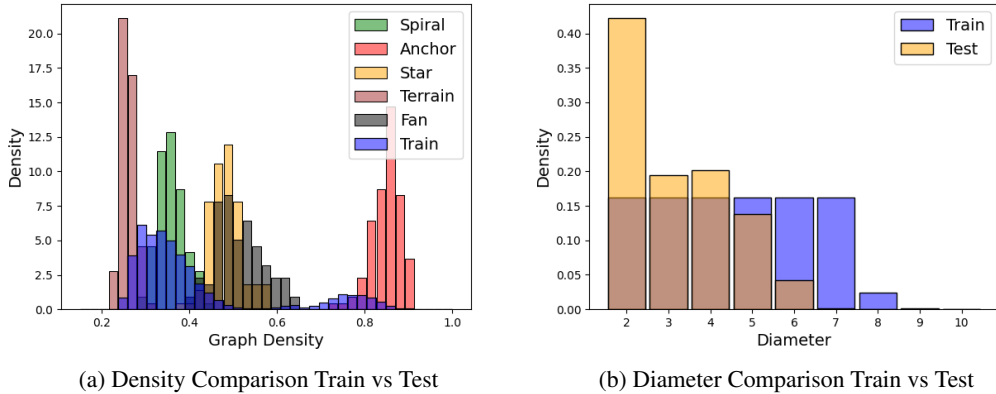 20.0
17.5
15.0
12.5
10.0
7.5
5.0
2.5
0.0
Density
0.2
0.4
0.6
0.8
1.0
Graph Density
Spiral
Anchor
Star
Terrain
Fan
Train
(a) Density Comparison Train vs Test
0.40
0.35
0.30
0.25
0.20
0.15
0.10
0.05
0.00
Density
2
3
4
5
6
7
8
9
10
Diameter
Train
Test
(b) Diameter Comparison Train vs Test